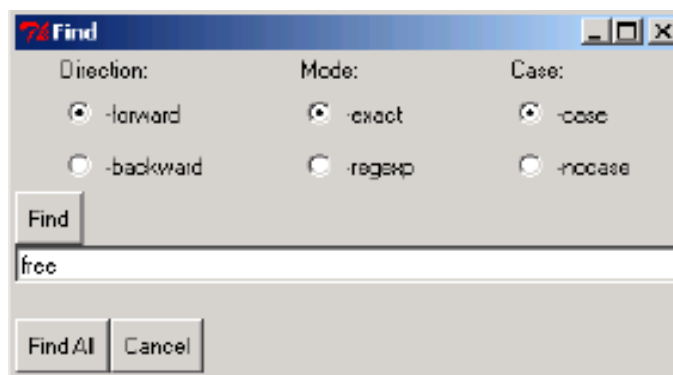 Find
Direction: Mode: Case:
-forward -exact -case
-backward -regexp -nocase
Find
free
Find All Cancel